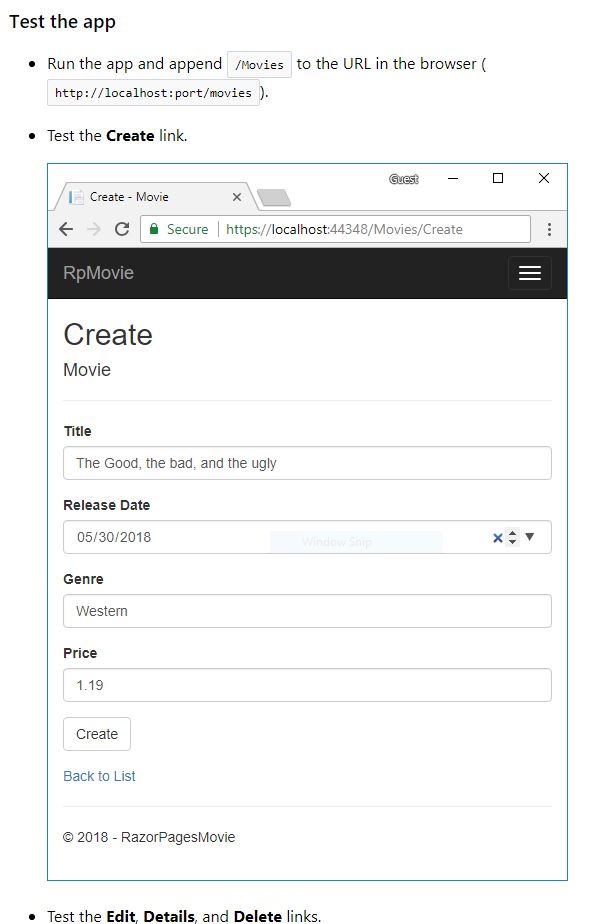 Test the app
Run the app and append /Movies to the URL in the browser (
http://localhost:port/movies ).
Test the Create link.
Guest
Create - Movie
Secure https://localhost:44348/Movies/Create
RpMovie
Create
Movie
Title
The Good, the bad, and the ugly
Release Date
05/30/2018
Window Snip
Genre
Western
Price
1.19
Create
Back to List
© 2018 - RazorPagesMovie
Test the Edit, Details, and Delete links.